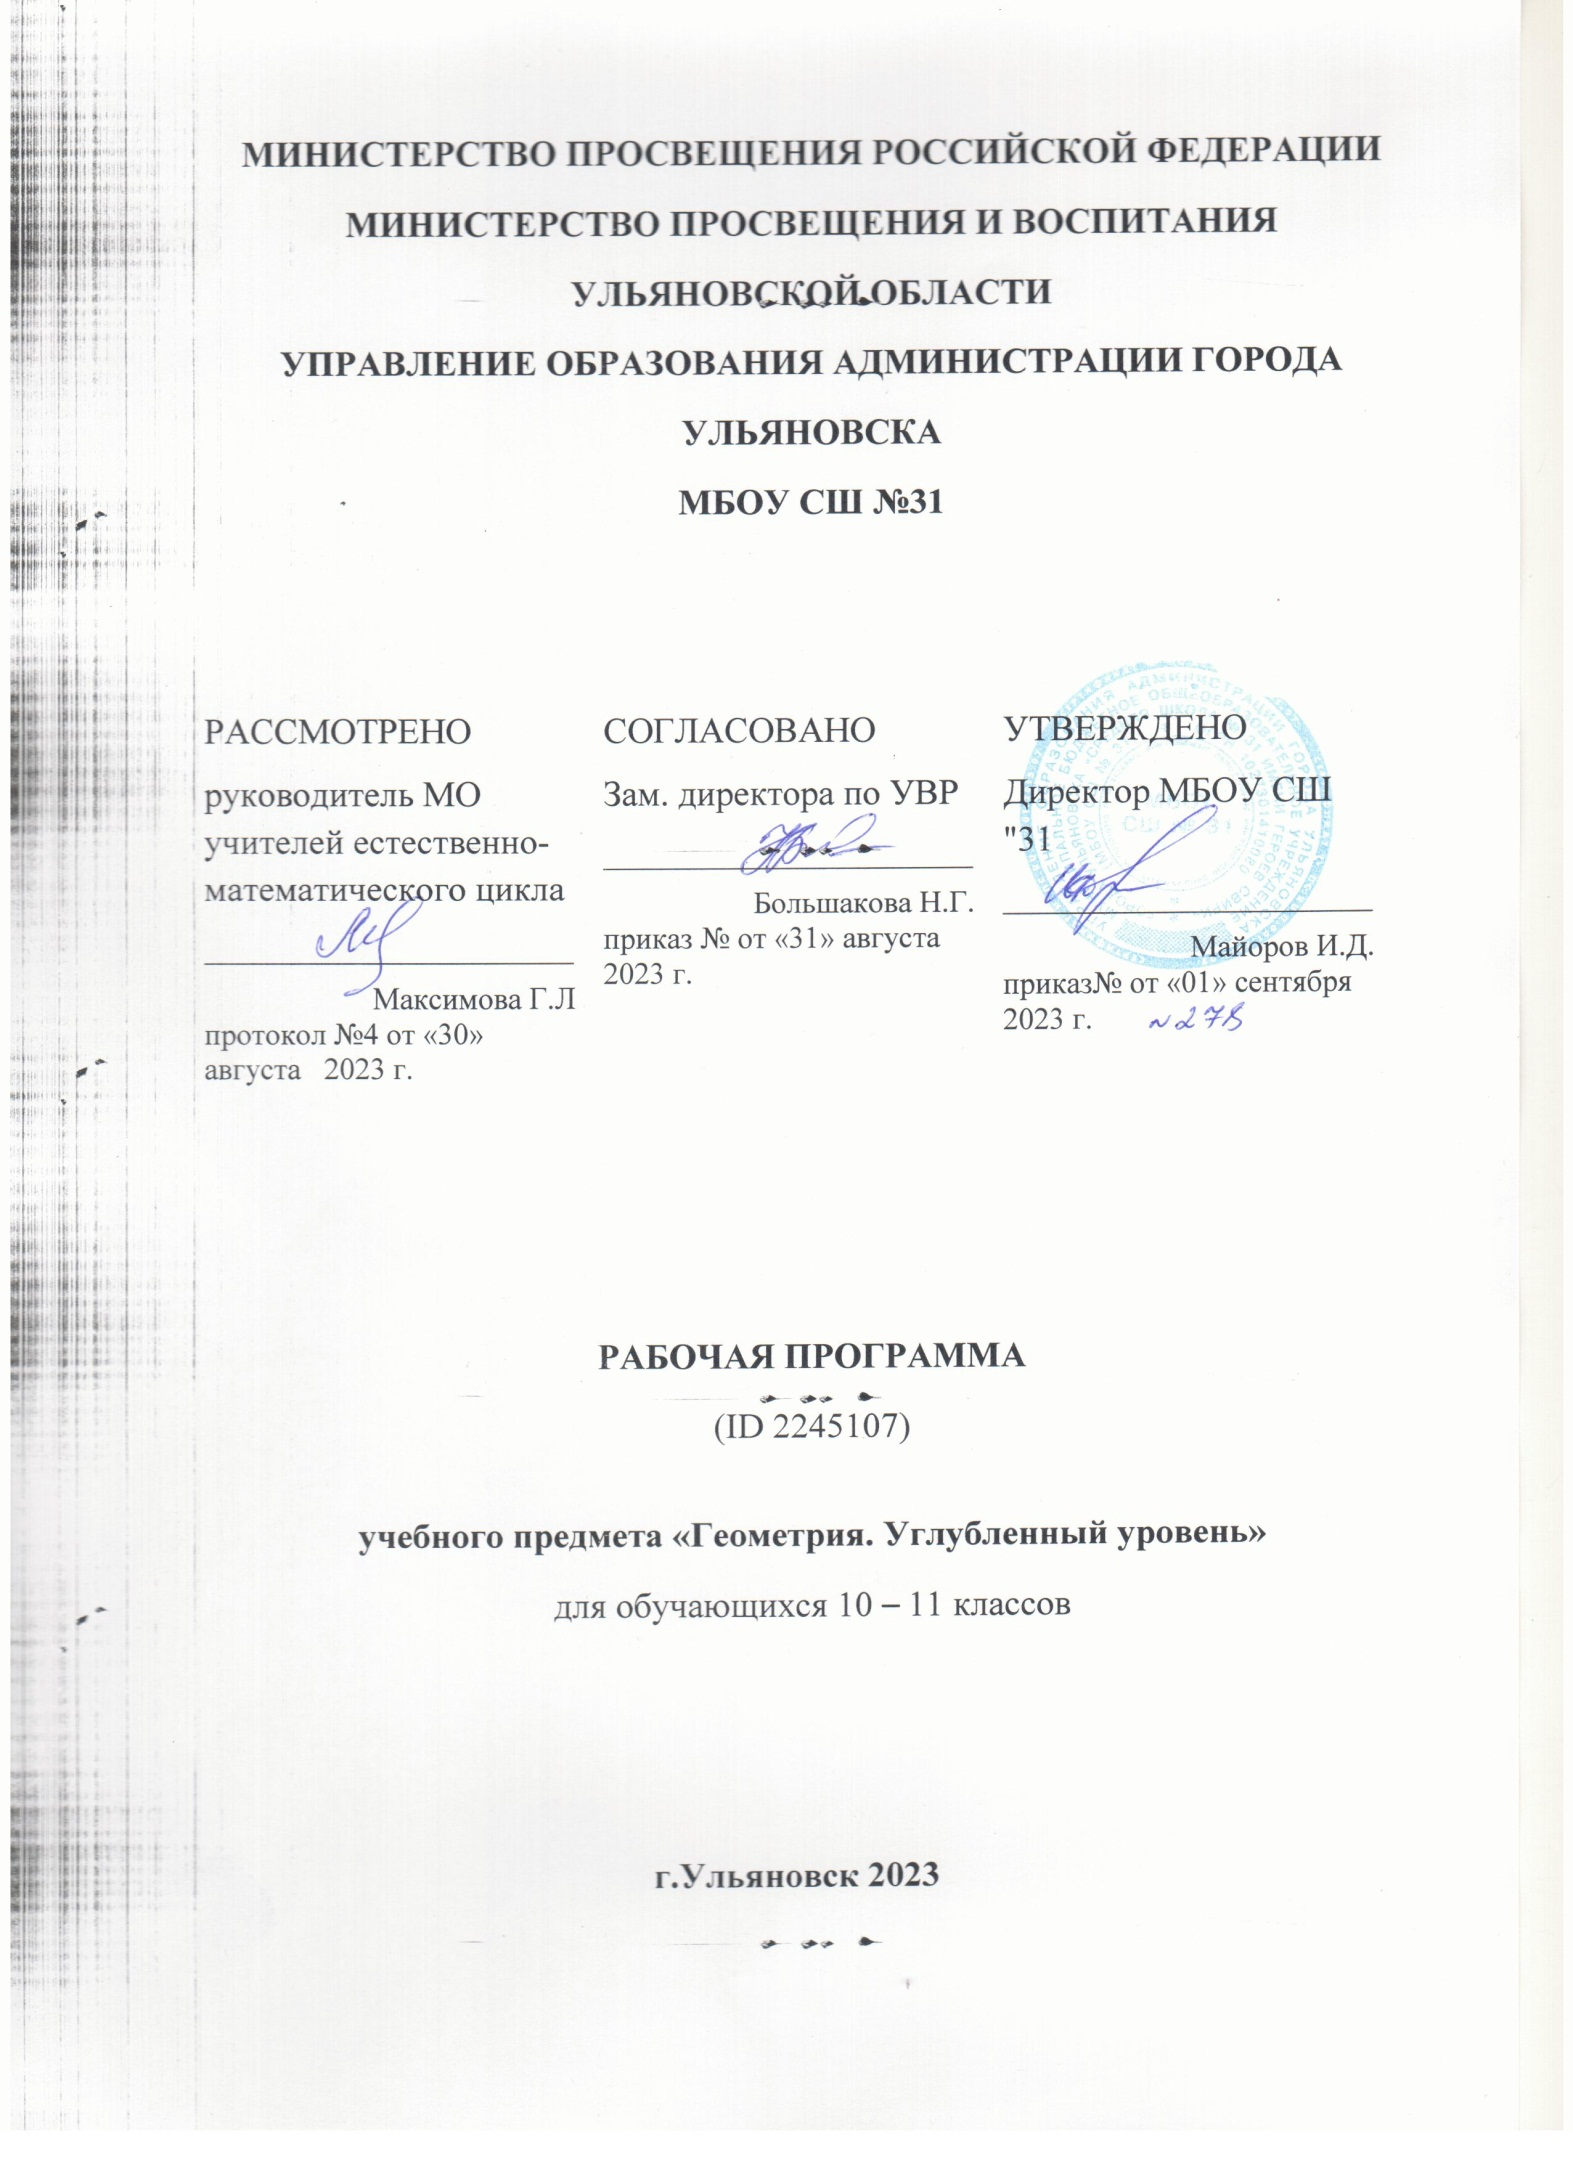 МИНИСТЕРСТВО ПРОСВЕЩЕНИЯ РОССИЙСКОЙ ФЕДЕРАЦИИ
МИНИСТЕРСТВО ПРОСВЕЩЕНИЯ И ВОСПИТАНИЯ
УЛЬЯНОВСКОЙ ОБЛАСТИ
УПРАВЛЕНИЕ ОБРАЗОВАНИЯ АДМИНИСТРАЦИИ ГОРОДА
УЛЬЯНОВСКА
МБОУ СШ №31
РАССМОТРЕНО
руководитель МО
учителей естественно-
математического цикла
Максимова Г.Л
протокол №4 от «30»
августа 2023 г.
СОГЛАСОВАНО
Зам. директора по УВР
Большакова Н.Г.
приказ № от «31» августа
2023 г.
УТВЕРЖДЕНО
Директор МБОУ СШ
"31
Майоров И.Д.
приказ№ от «01» сентября
2023 г.
РАБОЧАЯ ПРОГРАММА
(ID 2245107)
учебного предмета «Геометрия. Углубленный уровень»
для обучающихся 10 – 11 классов
г.Ульяновск 2023